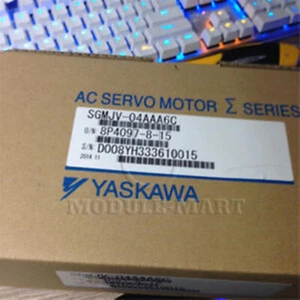 AC SERVO MOTOR Σ SERIES
SGMJV-04AAA6C
O/N 8P4097-8-15
S/N D008YH333610015
2014.11
YASKAWA
MODULE-MART